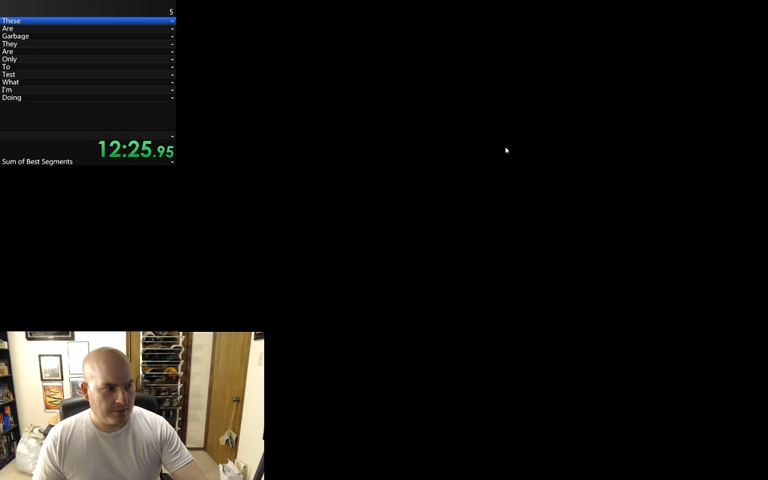 5
These -
Are -
Garbage -
They -
Are -
Only -
To -
Test -
What -
I'm -
Doing -
-
12:25.95
Sum of Best Segments -